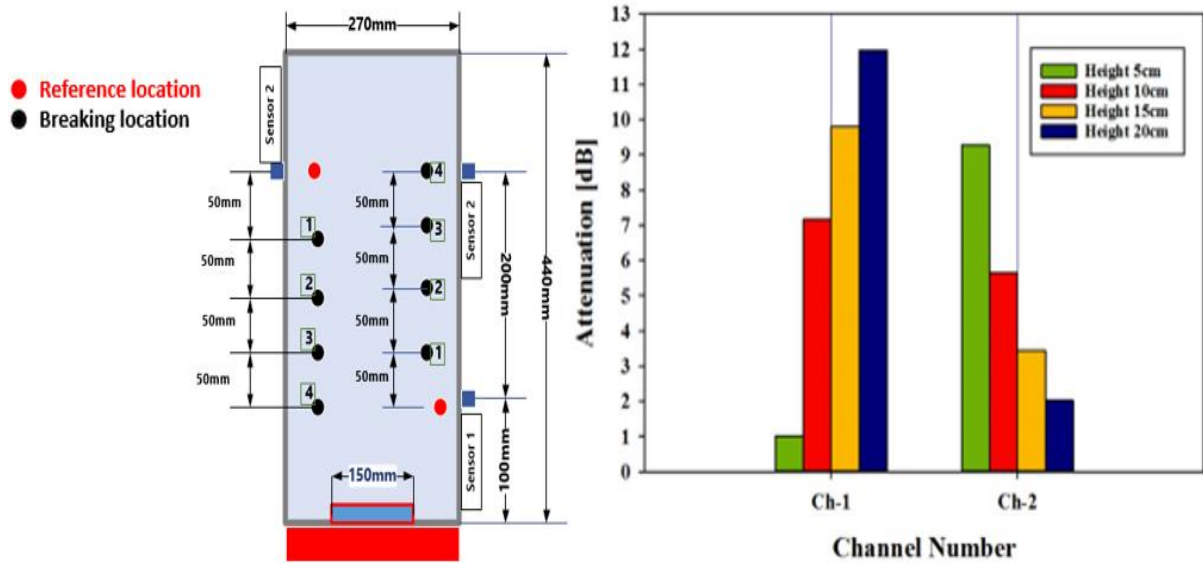 Reference location
Breaking location
270mm
Sensor 2
50mm
50mm
50mm
50mm
1
2
3
4
50mm
50mm
50mm
50mm
4
3
2
1
Sensor 2
Sensor 1
200mm
100mm
440mm
150mm
Attenuation [dB]
13
12
11
10
9
8
7
6
5
4
3
2
1
0
Height 5cm
Height 10cm
Height 15cm
Height 20cm
Ch-1
Ch-2
Channel Number